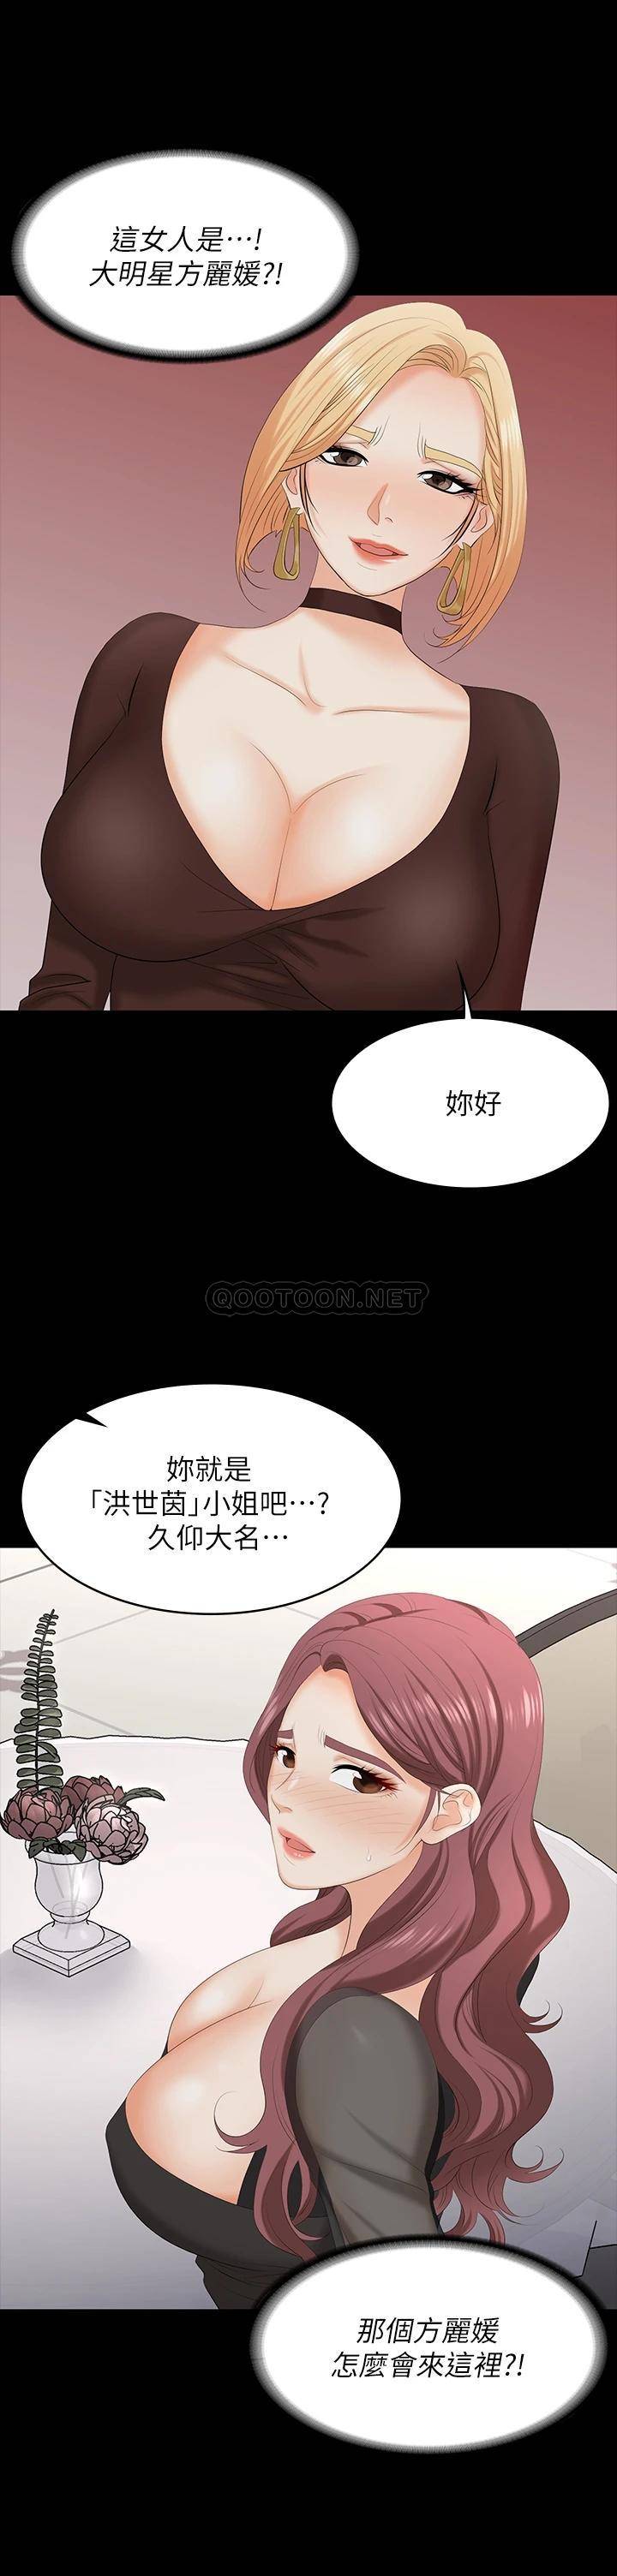 這女人是…!
大明星方麗媛?!
妳好
QOOTOON.NET
妳就是
「洪世茵」小姐吧…?
久仰大名…
那個方麗媛
怎麼會來這裡?!